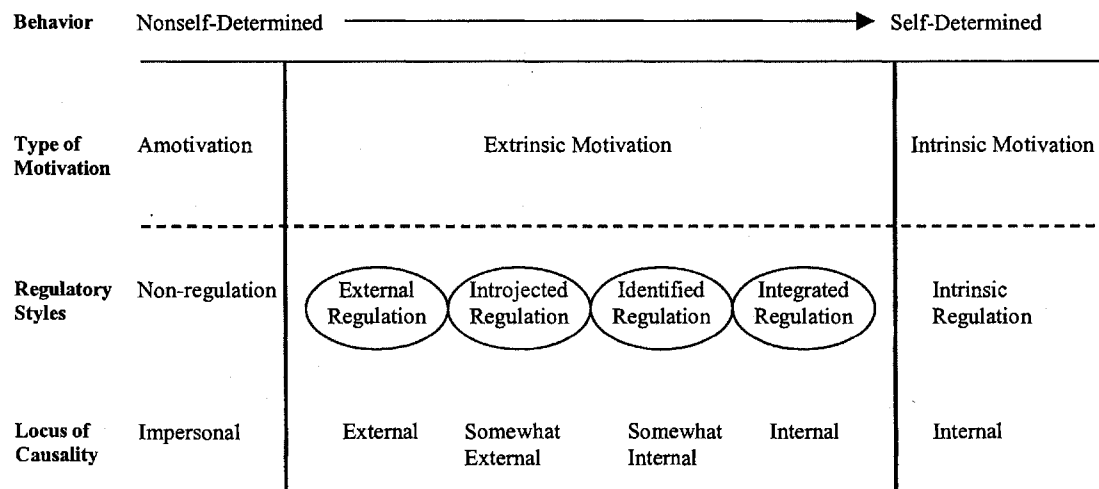 Behavior Nonself-Determined Self-Determined
Type of Motivation Amotivation Extrinsic Motivation Intrinsic Motivation
Regulatory Styles Non-regulation External Regulation Introjected Regulation Identified Regulation Integrated Regulation Intrinsic Regulation
Locus of Causality Impersonal External Somewhat External Somewhat Internal Internal Internal